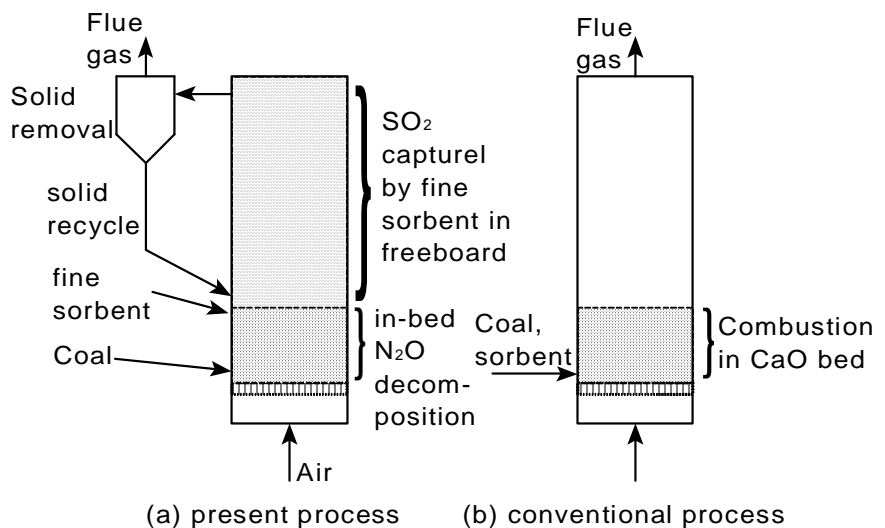 Flue
gas
Solid
removal
solid
recycle
fine
sorbent
Coal
SO2
capturel
by fine
sorbent in
freeboard
in-bed
N2O
decom-
position
Air
(a) present process
Flue
gas
Coal,
sorbent
Combustion
in CaO bed
(b) conventional process